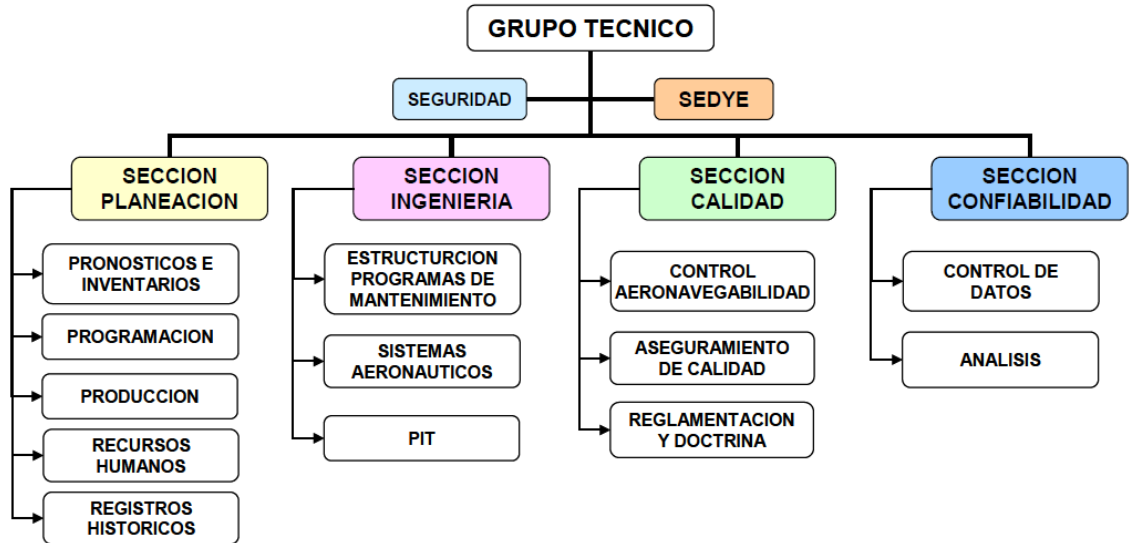 GRUPO TECNICO
SEGURIDAD
SEDYE
SECCION
PLANEACION
SECCION
INGENIERIA
SECCION
CALIDAD
SECCION
CONFIABILIDAD
PRONOSTICOS E
INVENTARIOS
PROGRAMACION
PRODUCCION
RECURSOS
HUMANOS
REGISTROS
HISTORICOS
ESTRUCTURCION
PROGRAMAS DE
MANTENIMIENTO
SISTEMAS
AERONAUTICOS
PIT
CONTROL
AERONAVEGABILIDAD
ASEGURAMIENTO
DE CALIDAD
REGLAMENTACION
Y DOCTRINA
CONTROL DE
DATOS
ANALISIS